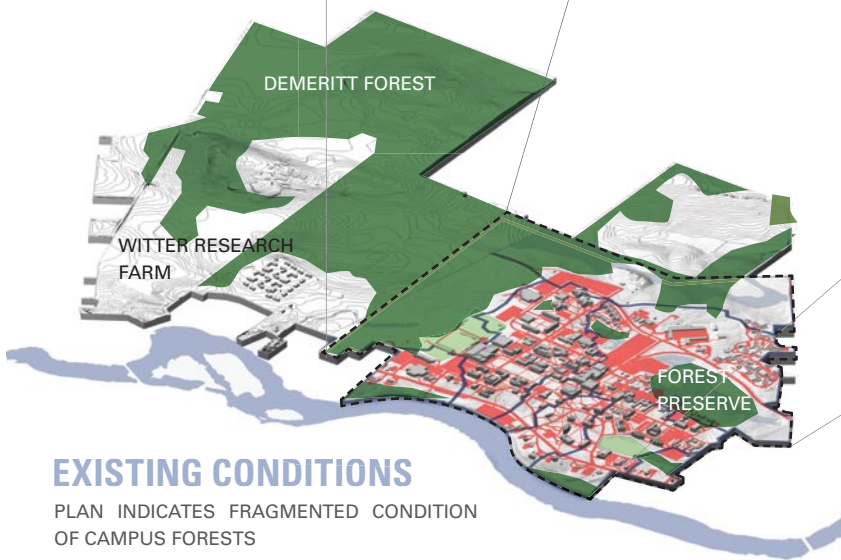 DEMERITT FOREST
WITTER RESEARCH
FARM
FOREST
PRESERVE
EXISTING CONDITIONS
PLAN INDICATES FRAGMENTED CONDITION
OF CAMPUS FORESTS